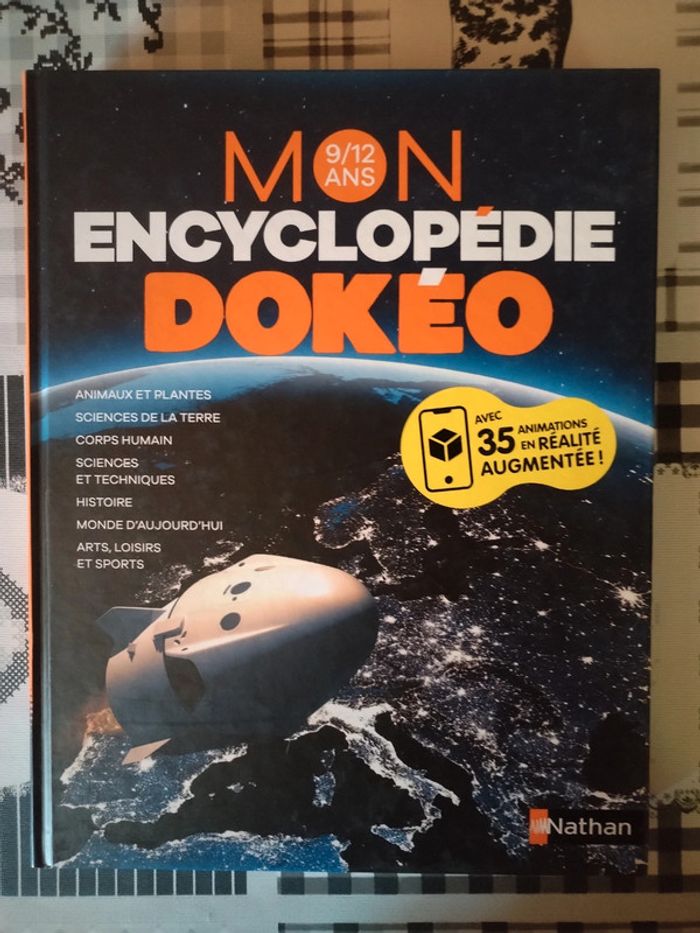 MON
9/12
ANS
ENCYCLOPÉDIE
DOKÉO
ANIMAUX ET PLANTES
SCIENCES DE LA TERRE
CORPS HUMAIN
SCIENCES
ET TECHNIQUES
HISTOIRE
MONDE D'AUJOURD'HUI
ARTS, LOISIRS
ET SPORTS
AVEC
35 ANIMATIONS
EN RÉALITÉ
AUGMENTÉE !
Nathan